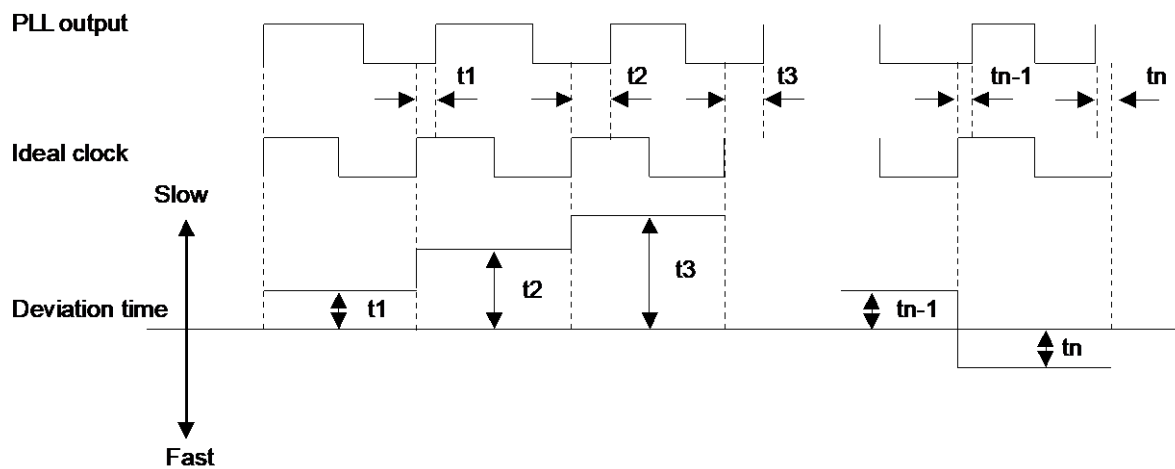 PLL output
t1
t2
t3
tn-1
tn
Ideal clock
Slow
t1
t2
t3
Deviation time
tn-1
tn
Fast